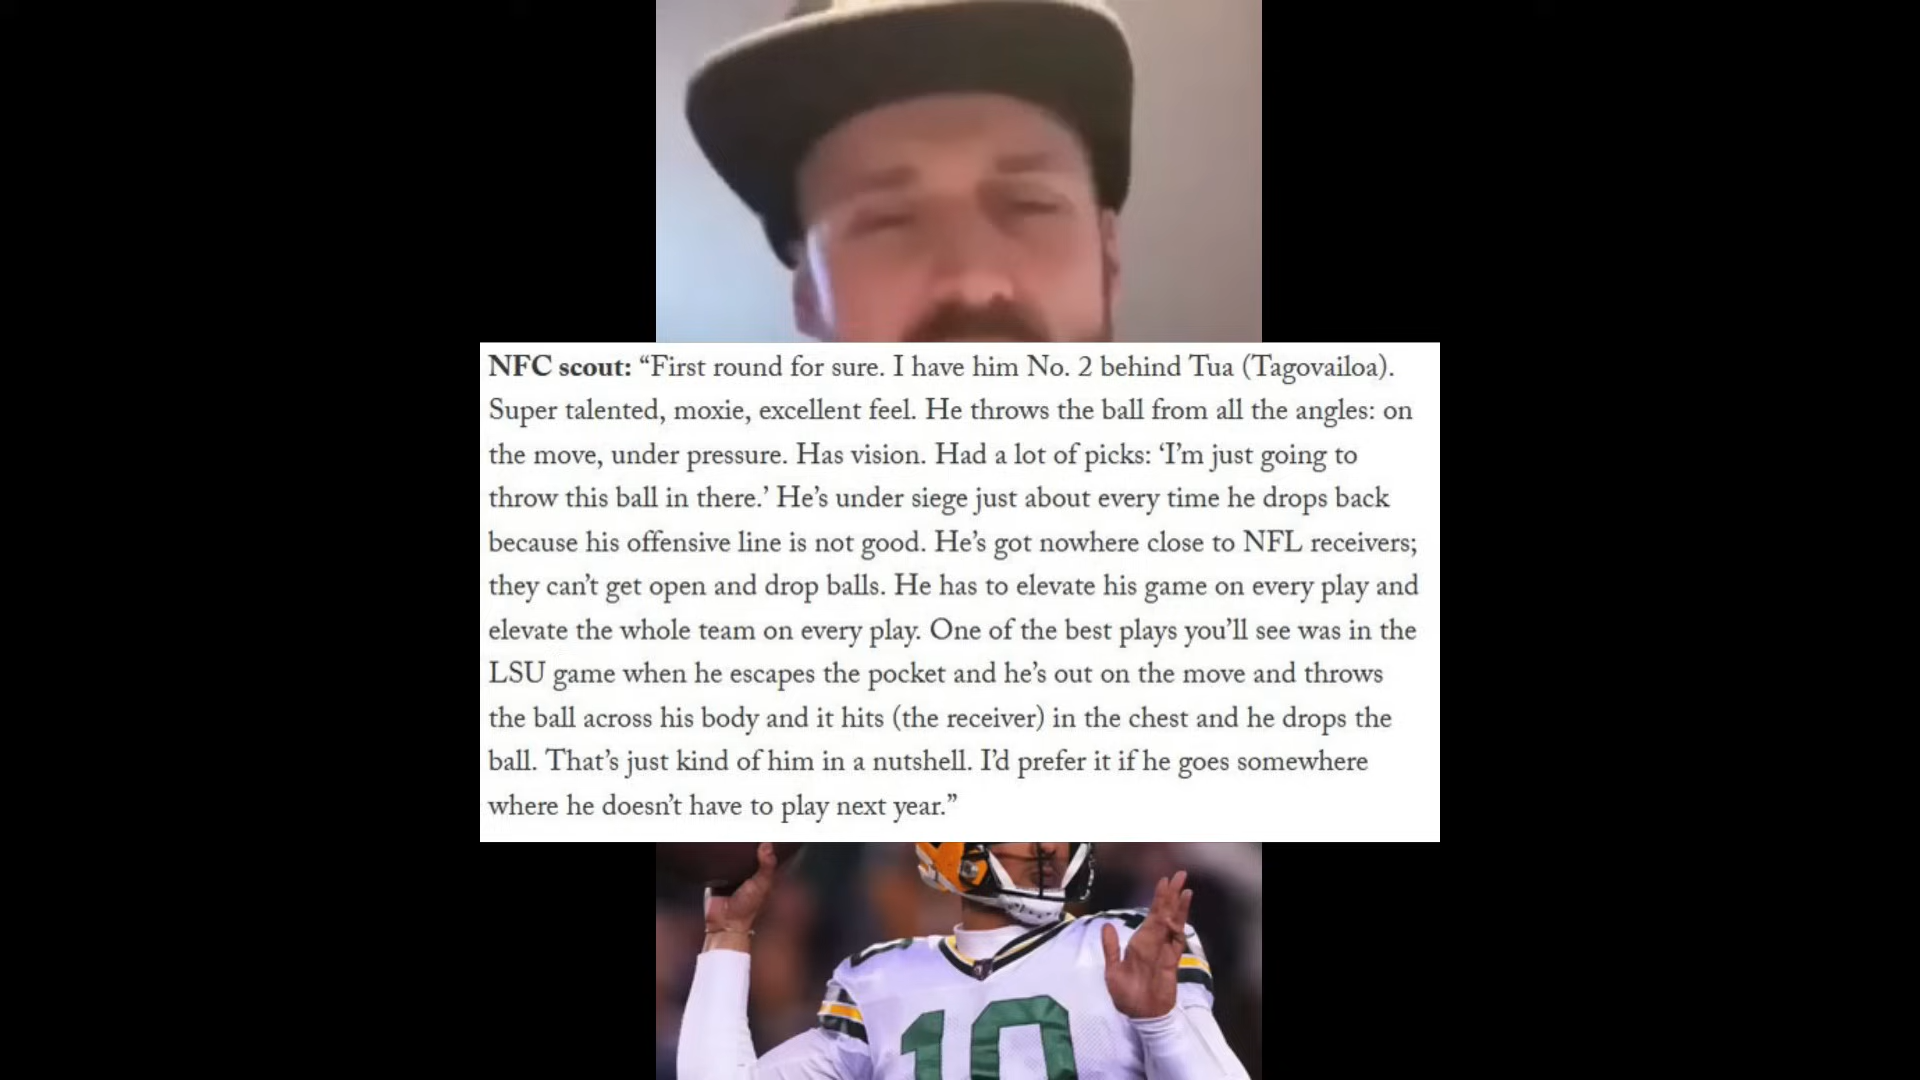 NFC scout: “First round for sure. I have him No. 2 behind Tua (Tagovailoa).
Super talented, moxie, excellent feel. He throws the ball from all the angles: on
the move, under pressure. Has vision. Had a lot of picks: ‘I’m just going to
throw this ball in there.’ He’s under siege just about every time he drops back
because his offensive line is not good. He’s got nowhere close to NFL receivers;
they can’t get open and drop balls. He has to elevate his game on every play and
elevate the whole team on every play. One of the best plays you’ll see was in the
LSU game when he escapes the pocket and he’s out on the move and throws
the ball across his body and it hits (the receiver) in the chest and he drops the
ball. That’s just kind of him in a nutshell. I’d prefer it if he goes somewhere
where he doesn’t have to play next year.”
10